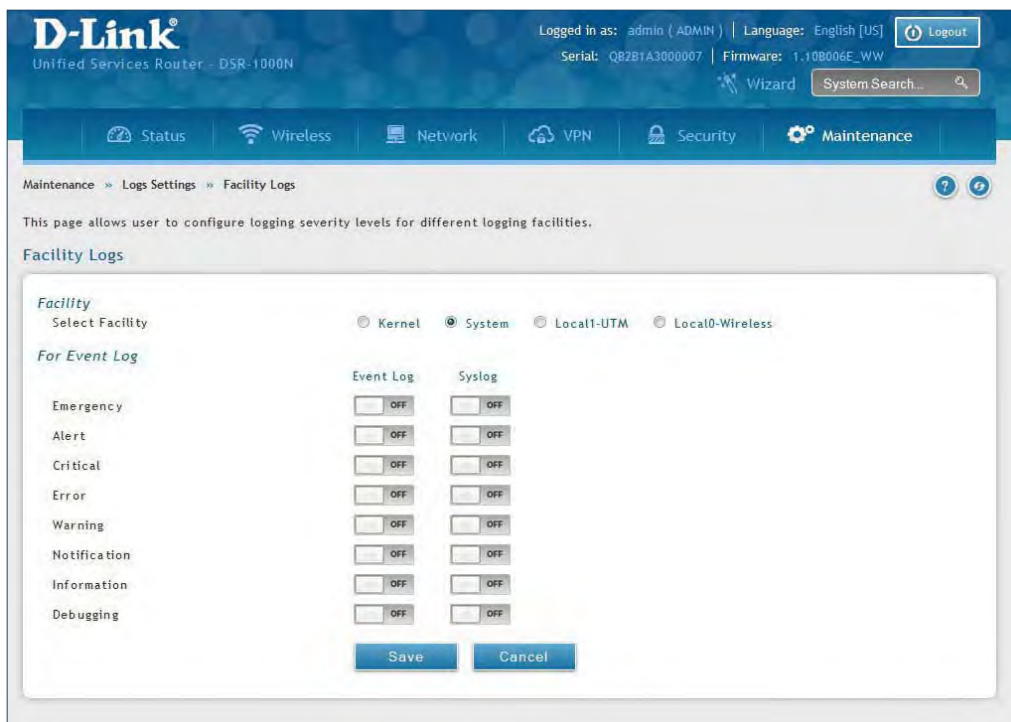 D-Link®
Unified Services Router - DSR-1000N
Logged in as: admin ( ADMIN ) | Language: English [US]
Logout
Serial: QB2B1A3000007 | Firmware: 1.10B006E_WW
Wizard
System Search...
Status
Wireless
Network
VPN
Security
Maintenance
Maintenance » Logs Settings » Facility Logs
This page allows user to configure logging severity levels for different logging facilities.
Facility Logs
Facility
Select Facility Kernel System Local1-UTM Local0-Wireless
For Event Log
Event Log Syslog
Emergency OFF OFF
Alert OFF OFF
Critical OFF OFF
Error OFF OFF
Warning OFF OFF
Notification OFF OFF
Information OFF OFF
Debugging OFF OFF
Save Cancel